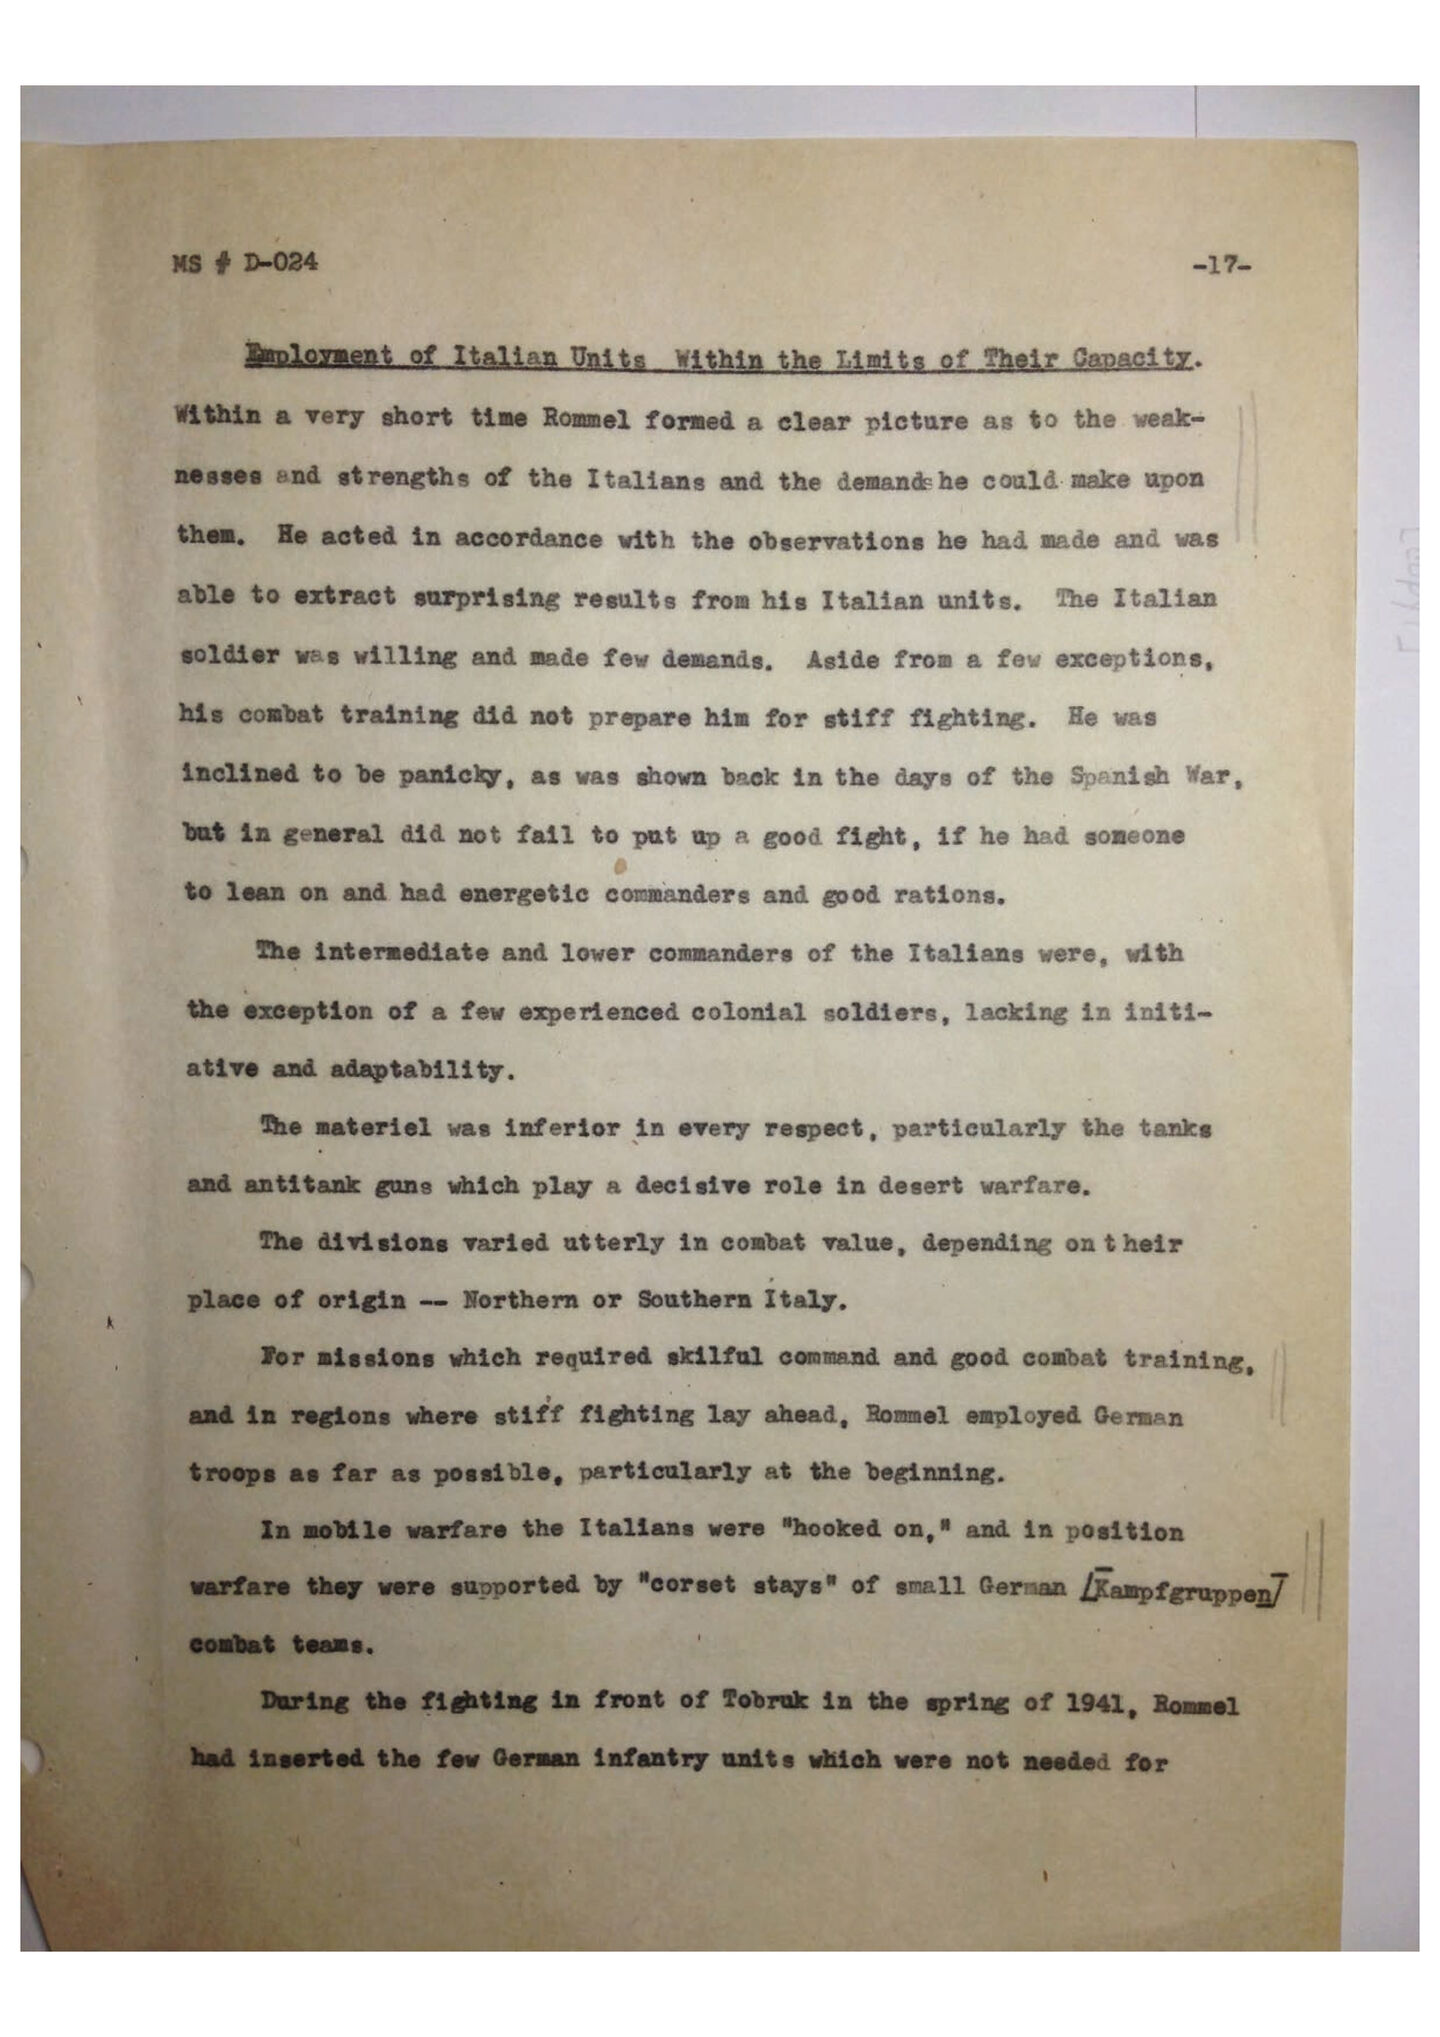 MS # D-024
-17-
Employment of Italian Units Within the Limits of Their Capacity.
Within a very short time Rommel formed a clear picture as to the weak-
nesses and strengths of the Italians and the demands he could make upon
them. He acted in accordance with the observations he had made and was
able to extract surprising results from his Italian units. The Italian
soldier was willing and made few demands. Aside from a few exceptions,
his combat training did not prepare him for stiff fighting. He was
inclined to be panicky, as was shown back in the days of the Spanish War,
but in general did not fail to put up a good fight, if he had someone
to lean on and had energetic commanders and good rations.
The intermediate and lower commanders of the Italians were, with
the exception of a few experienced colonial soldiers, lacking in initi-
ative and adaptability.
The materiel was inferior in every respect, particularly the tanks
and antitank guns which play a decisive role in desert warfare.
The divisions varied utterly in combat value, depending on their
place of origin -- Northern or Southern Italy.
For missions which required skilful command and good combat training,
and in regions where stiff fighting lay ahead, Rommel employed German
troops as far as possible, particularly at the beginning.
In mobile warfare the Italians were "hooked on," and in position
warfare they were supported by "corset stays" of small German [Kampfgruppen]
combat teams.
During the fighting in front of Tobruk in the spring of 1941, Rommel
had inserted the few German infantry units which were not needed for